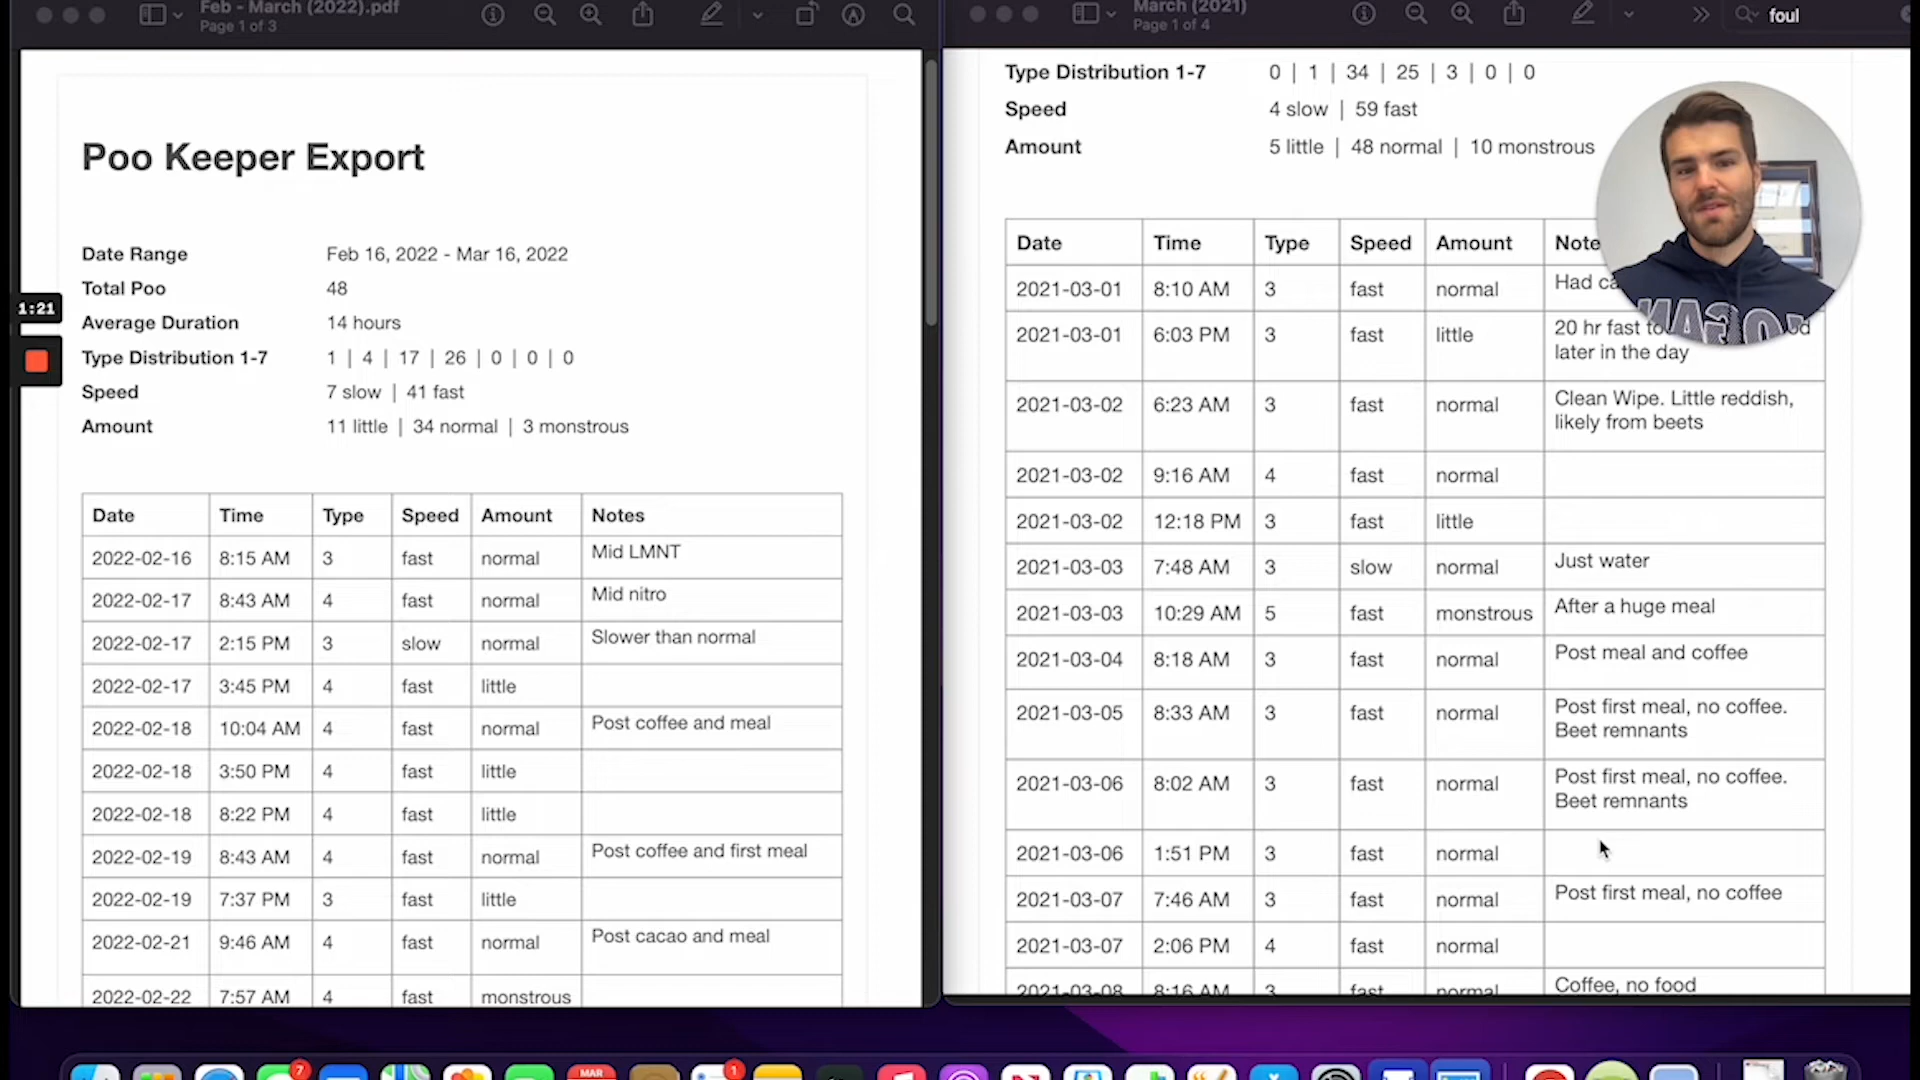 Feb - March (2022).pdf
Page 1 of 3
Poo Keeper Export
Date Range Feb 16, 2022 - Mar 16, 2022
Total Poo 48
Average Duration 14 hours
Type Distribution 1-7 1 | 4 | 17 | 26 | 0 | 0 | 0
Speed 7 slow | 41 fast
Amount 11 little | 34 normal | 3 monstrous
Date Time Type Speed Amount Notes
2022-02-16 8:15 AM 3 fast normal Mid LMNT
2022-02-17 8:43 AM 4 fast normal Mid nitro
2022-02-17 2:15 PM 3 slow normal Slower than normal
2022-02-17 3:45 PM 4 fast little
2022-02-18 10:04 AM 4 fast normal Post coffee and meal
2022-02-18 3:50 PM 4 fast little
2022-02-18 8:22 PM 4 fast little
2022-02-19 8:43 AM 4 fast normal Post coffee and first meal
2022-02-19 7:37 PM 3 fast little
2022-02-21 9:46 AM 4 fast normal Post cacao and meal
2022-02-22 7:57 AM 4 fast monstrous
1:21
March (2021)
Page 1 of 4
foul
Type Distribution 1-7 0 | 1 | 34 | 25 | 3 | 0 | 0
Speed 4 slow | 59 fast
Amount 5 little | 48 normal | 10 monstrous
Date Time Type Speed Amount Note
2021-03-01 8:10 AM 3 fast normal Had
2021-03-01 6:03 PM 3 fast little 20 hr fast
later in the day
2021-03-02 6:23 AM 3 fast normal Clean Wipe. Little reddish,
likely from beets
2021-03-02 9:16 AM 4 fast normal
2021-03-02 12:18 PM 3 fast little
2021-03-03 7:48 AM 3 slow normal Just water
2021-03-03 10:29 AM 5 fast monstrous After a huge meal
2021-03-04 8:18 AM 3 fast normal Post meal and coffee
2021-03-05 8:33 AM 3 fast normal Post first meal, no coffee.
Beet remnants
2021-03-06 8:02 AM 3 fast normal Post first meal, no coffee.
Beet remnants
2021-03-06 1:51 PM 3 fast normal
2021-03-07 7:46 AM 3 fast normal Post first meal, no coffee
2021-03-07 2:06 PM 4 fast normal
2021-03-08 8:16 AM 3 fast normal Coffee, no food
7
MAR
1